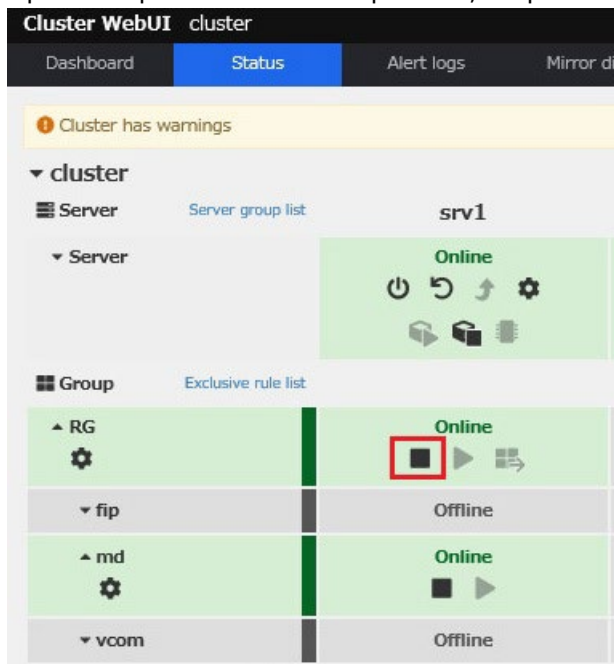 Cluster WebUI cluster
Dashboard Status Alert logs Mirror di
Cluster has warnings
cluster
Server Server group list srv1
Server Online
Group Exclusive rule list
RG Online
fip Offline
md Online
vcom Offline